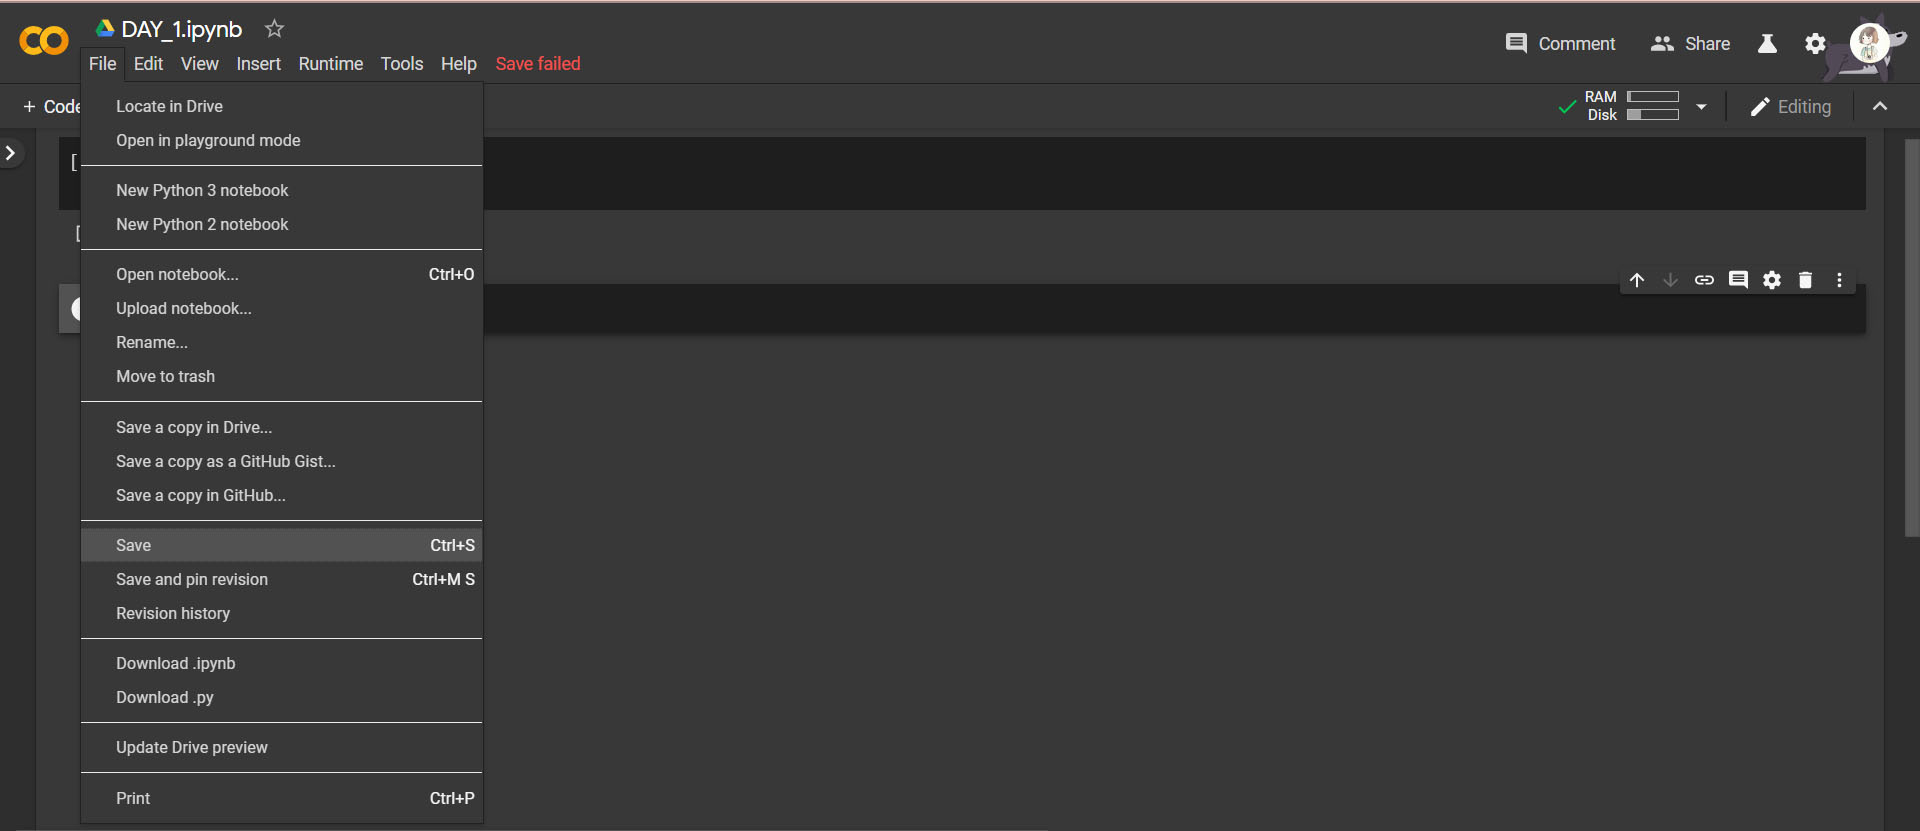 DAY_1.ipynb
File Edit View Insert Runtime Tools Help Save failed
Comment Share
+ Code
RAM
Disk
Editing
Locate in Drive
Open in playground mode
New Python 3 notebook
New Python 2 notebook
Open notebook... Ctrl+O
Upload notebook...
Rename...
Move to trash
Save a copy in Drive...
Save a copy as a GitHub Gist...
Save a copy in GitHub...
Save Ctrl+S
Save and pin revision Ctrl+M S
Revision history
Download .ipynb
Download .py
Update Drive preview
Print Ctrl+P
[
[